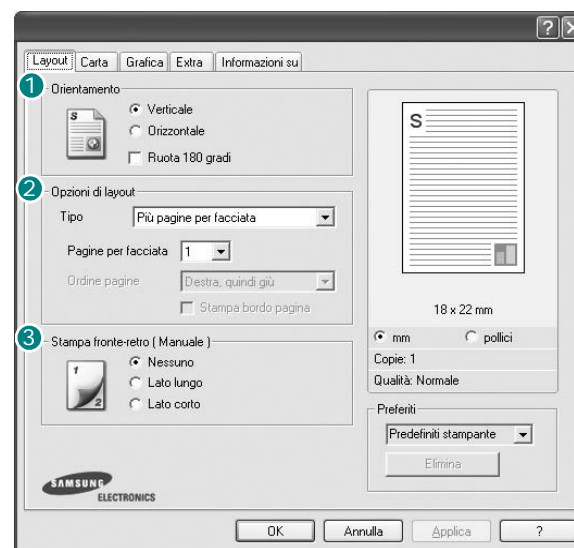 Layout Carta Grafica Extra Informazioni su
1 Orientamento
S
Verticale
Orizzontale
Ruota 180 gradi
2 Opzioni di layout
Tipo Più pagine per facciata
Pagine per facciata 1
Ordine pagine Destra, quindi giù
Stampa bordo pagina
3 Stampa fronte-retro ( Manuale )
1
2
Nessuno
Lato lungo
Lato corto
SAMSUNG
ELECTRONICS
S
18 x 22 mm
mm pollici
Copie: 1
Qualità: Normale
Preferiti
Predefiniti stampante
Elimina
OK Annulla Applica ?